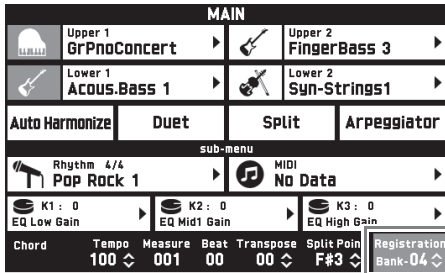 MAIN
Upper 1
GrPnoConcert
Upper 2
FingerBass 3
Lower 1
Acous.Bass 1
Lower 2
Syn-Strings1
Auto Harmonize Duet Split Arpeggiator
sub-menu
Rhythm 4/4
Pop Rock 1
MIDI
No Data
K1: 0
EQ Low Gain
K2: 0
EQ Mid1 Gain
K3: 0
EQ High Gain
Chord Tempo Measure Beat Transpose Split Poin Registration
100 001 00 00 F#3 Bank-04